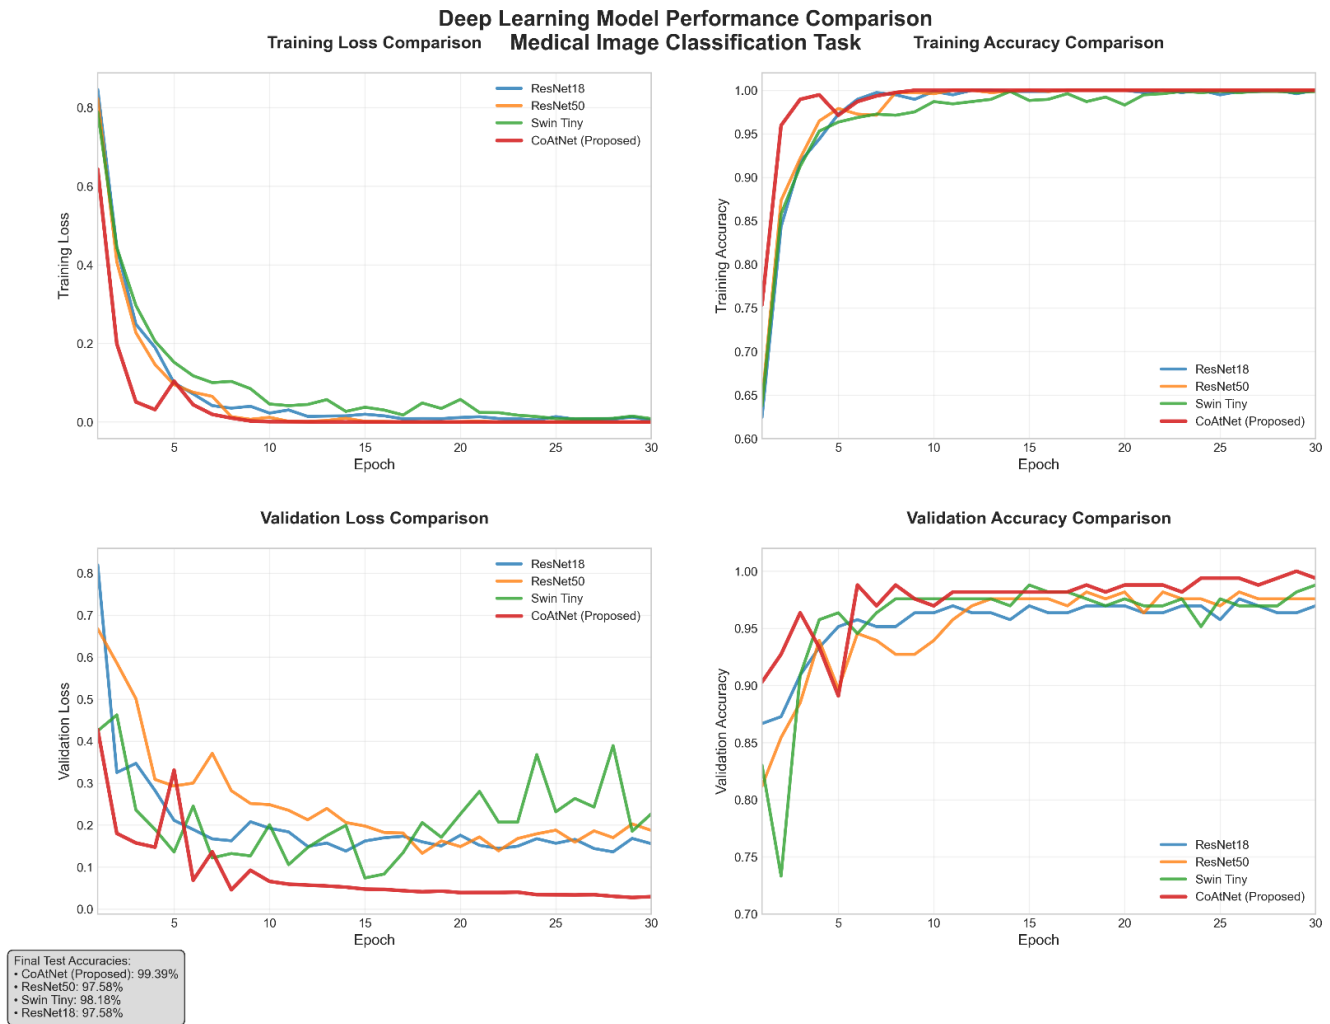 Deep Learning Model Performance Comparison
Medical Image Classification Task
Training Loss Comparison
Training Loss
0.8
0.6
0.4
0.2
0.0
5
10
15
20
25
30
Epoch
ResNet18
ResNet50
Swin Tiny
CoAtNet (Proposed)
Training Accuracy Comparison
Training Accuracy
1.00
0.95
0.90
0.85
0.80
0.75
0.70
0.65
0.60
5
10
15
20
25
30
Epoch
ResNet18
ResNet50
Swin Tiny
CoAtNet (Proposed)
Validation Loss Comparison
Validation Loss
0.8
0.7
0.6
0.5
0.4
0.3
0.2
0.1
0.0
5
10
15
20
25
30
Epoch
ResNet18
ResNet50
Swin Tiny
CoAtNet (Proposed)
Validation Accuracy Comparison
Validation Accuracy
1.00
0.95
0.90
0.85
0.80
0.75
0.70
5
10
15
20
25
30
Epoch
ResNet18
ResNet50
Swin Tiny
CoAtNet (Proposed)
Final Test Accuracies:
• CoAtNet (Proposed): 99.39%
• ResNet50: 97.58%
• Swin Tiny: 98.18%
• ResNet18: 97.58%